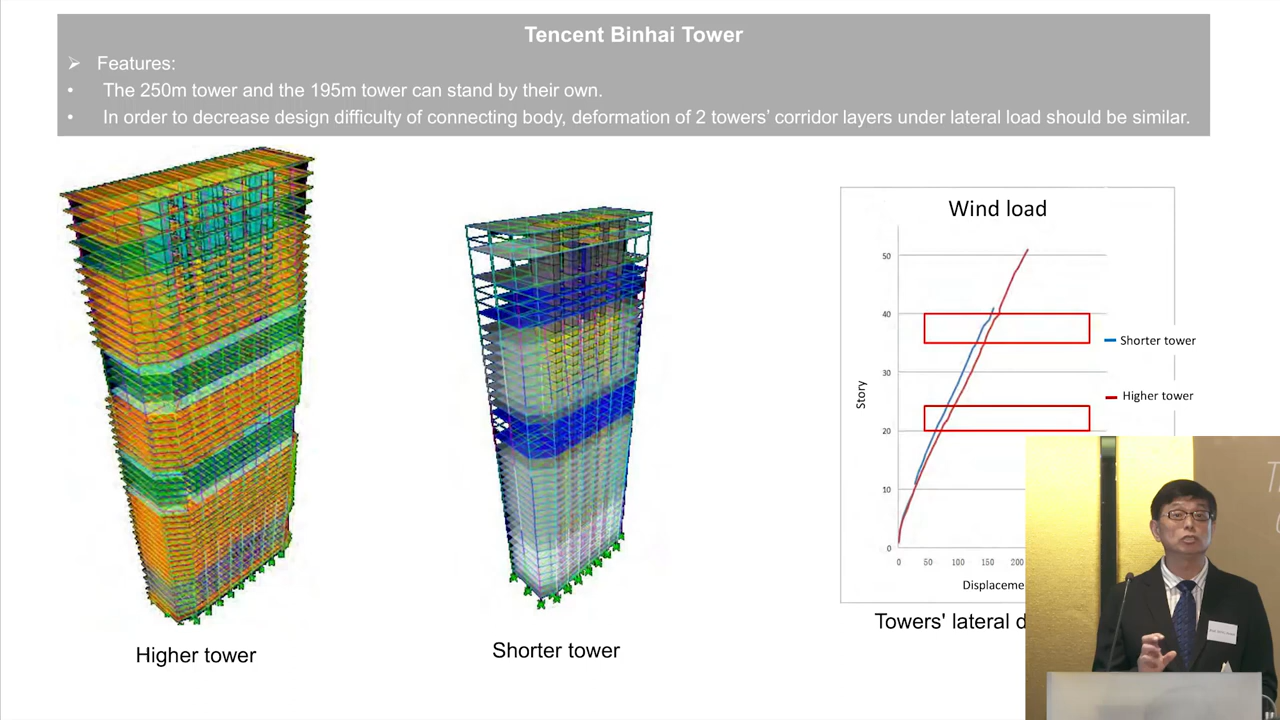 Tencent Binhai Tower
➢ Features:
• The 250m tower and the 195m tower can stand by their own.
• In order to decrease design difficulty of connecting body, deformation of 2 towers' corridor layers under lateral load should be similar.
Wind load
50
40
30
20
10
0
0 50 100 150
Story
Shorter tower
Higher tower
Towers' lateral
Higher tower
Shorter tower